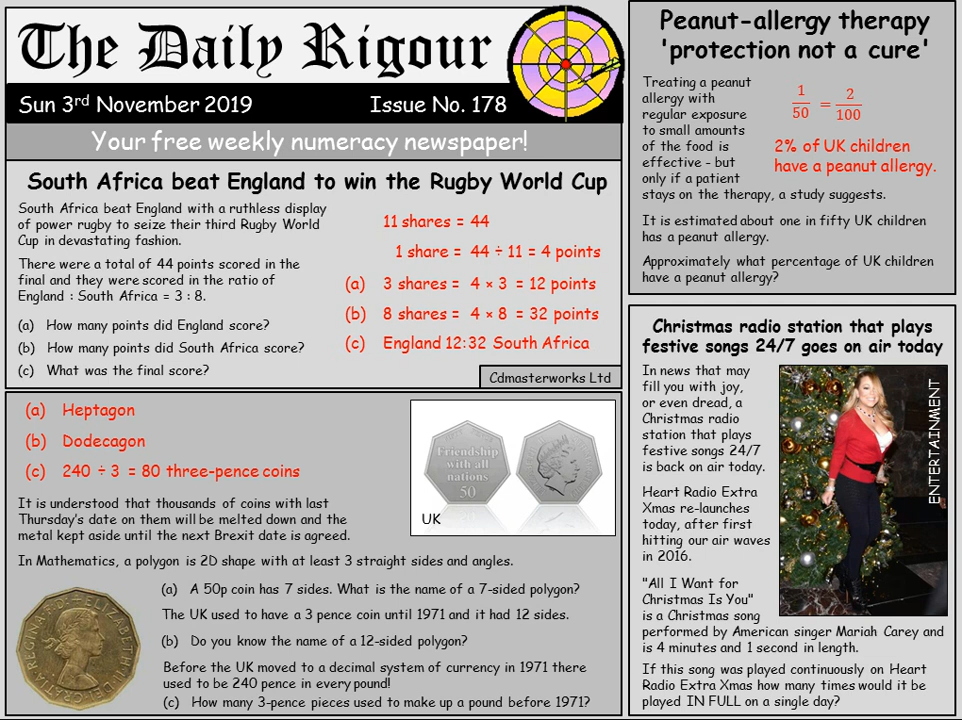 The Daily Rigour
Sun 3rd November 2019
Issue No. 178
Your free weekly numeracy newspaper!
South Africa beat England to win the Rugby World Cup
South Africa beat England with a ruthless display
of power rugby to seize their third Rugby World
Cup in devastating fashion.
There were a total of 44 points scored in the
final and they were scored in the ratio of
England : South Africa = 3 : 8.
(a) How many points did England score?
(b) How many points did South Africa score?
(c) What was the final score?
11 shares = 44
1 share = 44 ÷ 11 = 4 points
(a) 3 shares = 4 × 3 = 12 points
(b) 8 shares = 4 × 8 = 32 points
(c) England 12:32 South Africa
Cdmasterworks Ltd
(a) Heptagon
(b) Dodecagon
(c) 240 ÷ 3 = 80 three-pence coins
Friendship
with all
nations
50
UK
It is understood that thousands of coins with last
Thursday's date on them will be melted down and the
metal kept aside until the next Brexit date is agreed.
In Mathematics, a polygon is 2D shape with at least 3 straight sides and angles.
(a) A 50p coin has 7 sides. What is the name of a 7-sided polygon?
The UK used to have a 3 pence coin until 1971 and it had 12 sides.
(b) Do you know the name of a 12-sided polygon?
Before the UK moved to a decimal system of currency in 1971 there
used to be 240 pence in every pound!
(c) How many 3-pence pieces used to make up a pound before 1971?
Peanut-allergy therapy
'protection not a cure'
Treating a peanut
allergy with
regular exposure
to small amounts
of the food is
effective - but
only if a patient
stays on the therapy, a study suggests.
1/50 = 2/100
2% of UK children
have a peanut allergy.
It is estimated about one in fifty UK children
has a peanut allergy.
Approximately what percentage of UK children
have a peanut allergy?
Christmas radio station that plays
festive songs 24/7 goes on air today
In news that may
fill you with joy,
or even dread, a
Christmas radio
station that plays
festive songs 24/7
is back on air today.
Heart Radio Extra
Xmas re-launches
today, after first
hitting our air waves
in 2016.
"All I Want for
Christmas Is You"
is a Christmas song
performed by American singer Mariah Carey and
is 4 minutes and 1 second in length.
If this song was played continuously on Heart
Radio Extra Xmas how many times would it be
played IN FULL on a single day?
ENTERTAINMENT